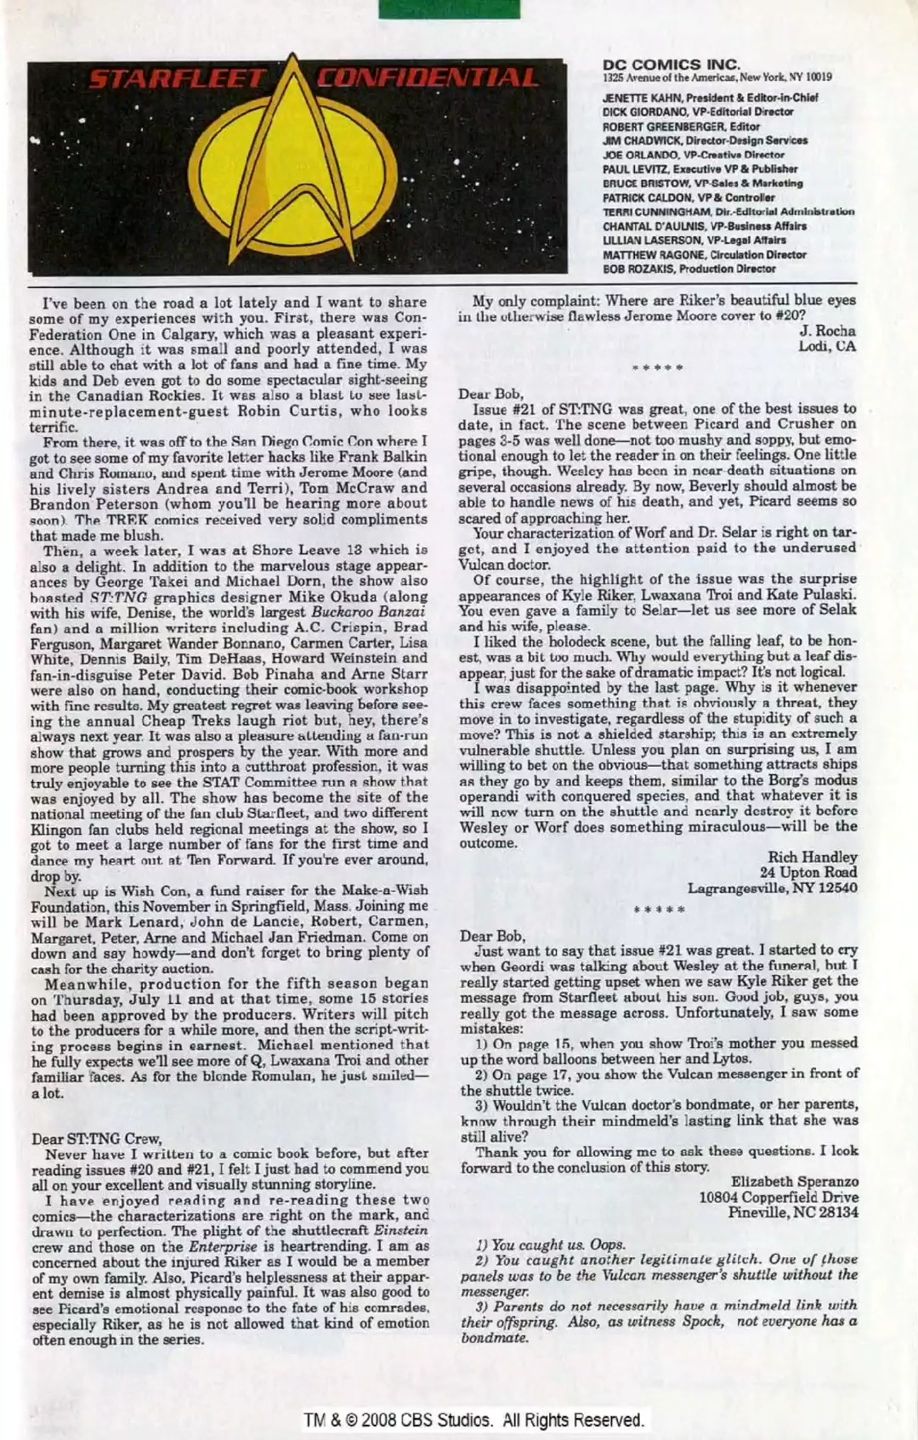 STARFLEET CONFIDENTIAL
DC COMICS INC.
1325 Avenue of the Americas, New York, NY 10019
JENETTE KAHN, President & Editor-in-Chief
DICK GIORDANO, VP-Editorial Director
ROBERT GREENBERGER, Editor
JIM CHADWICK, Director-Design Services
JOE ORLANDO, VP-Creative Director
PAUL LEVITZ, Executive VP & Publisher
BRUCE BRISTOW, VP-Sales & Marketing
PATRICK CALDON, VP & Controller
TERRI CUNNINGHAM, Dir.-Editorial Administration
CHANTAL D'AULNIS, VP-Business Affairs
LILLIAN LASERSON, VP-Legal Affairs
MATTHEW RAGONE, Circulation Director
BOB ROZAKIS, Production Director
I've been on the road a lot lately and I want to share
some of my experiences with you. First, there was Con-
Federation One in Calgary, which was a pleasant experi-
ence. Although it was small and poorly attended, I was
still able to chat with a lot of fans and had a fine time. My
kids and Deb even got to do some spectacular sight-seeing
in the Canadian Rockies. It was also a blast to see last-
minute-replacement-guest Robin Curtis, who looks
terrific.
From there, it was off to the San Diego Comic Con where I
got to see some of my favorite letter hacks like Frank Balkin
and Chris Romano, and spent time with Jerome Moore (and
his lively sisters Andrea and Terri), Tom McCraw and
Brandon Peterson (whom you'll be hearing more about
soon). The TREK comics received very solid compliments
that made me blush.
Then, a week later, I was at Shore Leave 13 which is
also a delight. In addition to the marvelous stage appear-
ances by George Takei and Michael Dorn, the show also
boasted ST:TNG graphics designer Mike Okuda (along
with his wife, Denise, the world's largest Buckaroo Banzai
fan) and a million writers including A.C. Crispin, Brad
Ferguson, Margaret Wander Bonnano, Carmen Carter, Lisa
White, Dennis Baily, Tim DeHaas, Howard Weinstein and
fan-in-disguise Peter David. Bob Pinaha and Arne Starr
were also on hand, conducting their comic-book workshop
with fine results. My greatest regret was leaving before see-
ing the annual Cheap Treks laugh riot but, hey, there's
always next year. It was also a pleasure attending a fan-run
show that grows and prospers by the year. With more and
more people turning this into a cutthroat profession, it was
truly enjoyable to see the STAT Committee run a show that
was enjoyed by all. The show has become the site of the
national meeting of the fan club Starfleet, and two different
Klingon fan clubs held regional meetings at the show, so I
got to meet a large number of fans for the first time and
dance my heart out at Ten Forward. If you're ever around,
drop by.
Next up is Wish Con, a fund raiser for the Make-a-Wish
Foundation, this November in Springfield, Mass. Joining me
will be Mark Lenard, John de Lancie, Robert, Carmen,
Margaret, Peter, Arne and Michael Jan Friedman. Come on
down and say howdy—and don't forget to bring plenty of
cash for the charity auction.
Meanwhile, production for the fifth season began
on Thursday, July 11 and at that time, some 15 stories
had been approved by the producers. Writers will pitch
to the producers for a while more, and then the script-writ-
ing process begins in earnest. Michael mentioned that
he fully expects we'll see more of Q, Lwaxana Troi and other
familiar faces. As for the blonde Romulan, he just smiled—
a lot.
Dear ST:TNG Crew,
Never have I written to a comic book before, but after
reading issues #20 and #21, I felt I just had to commend you
all on your excellent and visually stunning storyline.
I have enjoyed reading and re-reading these two
comics—the characterizations are right on the mark, and
drawn to perfection. The plight of the shuttlecraft Einstein
crew and those on the Enterprise is heartrending. I am as
concerned about the injured Riker as I would be a member
of my own family. Also, Picard's helplessness at their appar-
ent demise is almost physically painful. It was also good to
see Picard's emotional response to the fate of his comrades,
especially Riker, as he is not allowed that kind of emotion
often enough in the series.
My only complaint: Where are Riker's beautiful blue eyes
in the otherwise flawless Jerome Moore cover to #20?
J. Rocha
Lodi, CA
* * * * *
Dear Bob,
Issue #21 of ST:TNG was great, one of the best issues to
date, in fact. The scene between Picard and Crusher on
pages 3-5 was well done—not too mushy and soppy, but emo-
tional enough to let the reader in on their feelings. One little
gripe, though. Wesley has been in near-death situations on
several occasions already. By now, Beverly should almost be
able to handle news of his death, and yet, Picard seems so
scared of approaching her.
Your characterization of Worf and Dr. Selar is right on tar-
get, and I enjoyed the attention paid to the underused
Vulcan doctor.
Of course, the highlight of the issue was the surprise
appearances of Kyle Riker, Lwaxana Troi and Kate Pulaski.
You even gave a family to Selar—let us see more of Selak
and his wife, please.
I liked the holodeck scene, but the falling leaf, to be hon-
est, was a bit too much. Why would everything but a leaf dis-
appear, just for the sake of dramatic impact? It's not logical.
I was disappointed by the last page. Why is it whenever
this crew faces something that is obviously a threat, they
move in to investigate, regardless of the stupidity of such a
move? This is not a shielded starship; this is an extremely
vulnerable shuttle. Unless you plan on surprising us, I am
willing to bet on the obvious—that something attracts ships
as they go by and keeps them, similar to the Borg's modus
operandi with conquered species, and that whatever it is
will now turn on the shuttle and nearly destroy it before
Wesley or Worf does something miraculous—will be the
outcome.
Rich Handley
24 Upton Road
Lagrangesville, NY 12540
* * * * *
Dear Bob,
Just want to say that issue #21 was great. I started to cry
when Geordi was talking about Wesley at the funeral, but I
really started getting upset when we saw Kyle Riker get the
message from Starfleet about his son. Good job, guys, you
really got the message across. Unfortunately, I saw some
mistakes:
1) On page 15, when you show Troi's mother you messed
up the word balloons between her and Lytos.
2) On page 17, you show the Vulcan messenger in front of
the shuttle twice.
3) Wouldn't the Vulcan doctor's bondmate, or her parents,
know through their mindmeld's lasting link that she was
still alive?
Thank you for allowing me to ask these questions. I look
forward to the conclusion of this story.
Elizabeth Speranzo
10804 Copperfield Drive
Pineville, NC 28134
1) You caught us. Oops.
2) You caught another legitimate glitch. One of those
panels was to be the Vulcan messenger's shuttle without the
messenger.
3) Parents do not necessarily have a mindmeld link with
their offspring. Also, as witness Spock, not everyone has a
bondmate.
TM & © 2008 CBS Studios. All Rights Reserved.